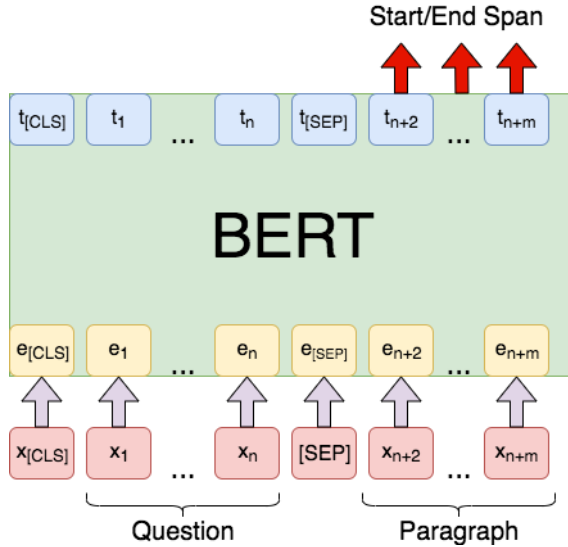 Start/End Span
t[CLS] t1 ... tn t[SEP] tn+2 ... tn+m
BERT
e[CLS] e1 ... en e[SEP] en+2 ... en+m
x[CLS] x1 ... xn [SEP] xn+2 ... xn+m
Question Paragraph